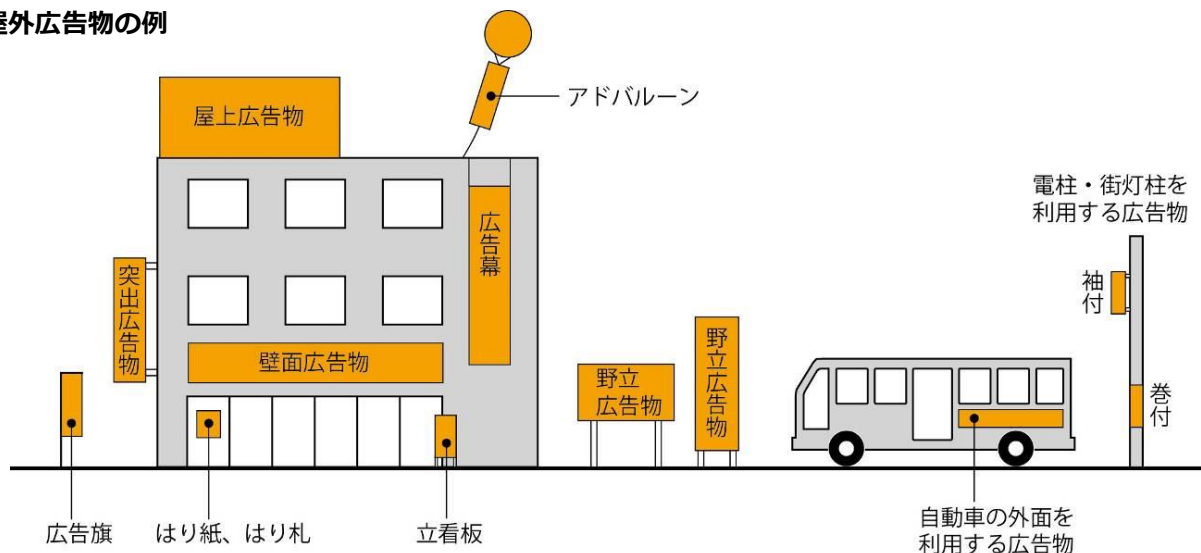 屋外広告物の例
屋上広告物
アドバルーン
電柱・街灯柱を
利用する広告物
広告幕
突出広告物
袖付
壁面広告物
野立広告物
野立
広告物
巻付
広告旗
はり紙、はり札
立看板
自動車の外面を
利用する広告物